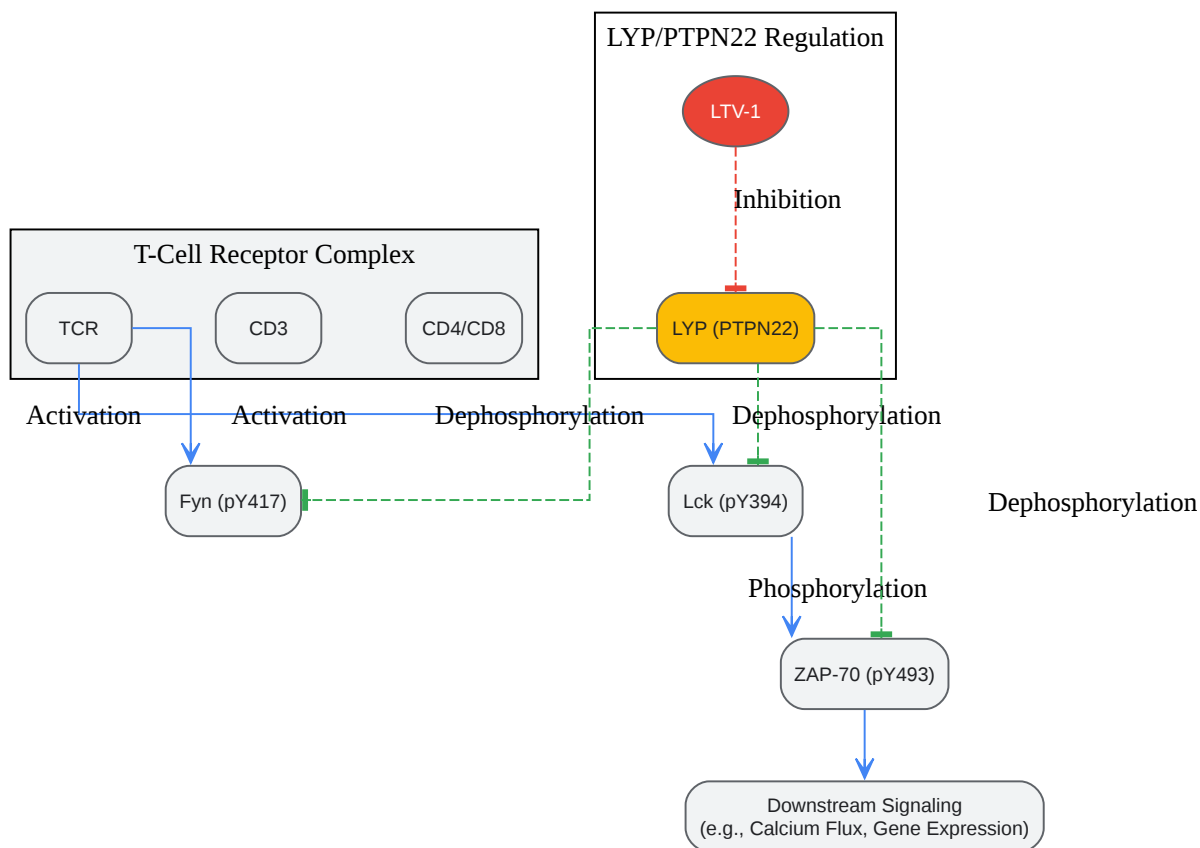 LYP/PTPN22 Regulation
LTV-1
Inhibition
T-Cell Receptor Complex
TCR
CD3
CD4/CD8
LYP (PTPN22)
Activation
Activation
Dephosphorylation
Dephosphorylation
Fyn (pY417)
Lck (pY394)
Dephosphorylation
Phosphorylation
ZAP-70 (pY493)
Downstream Signaling
(e.g., Calcium Flux, Gene Expression)